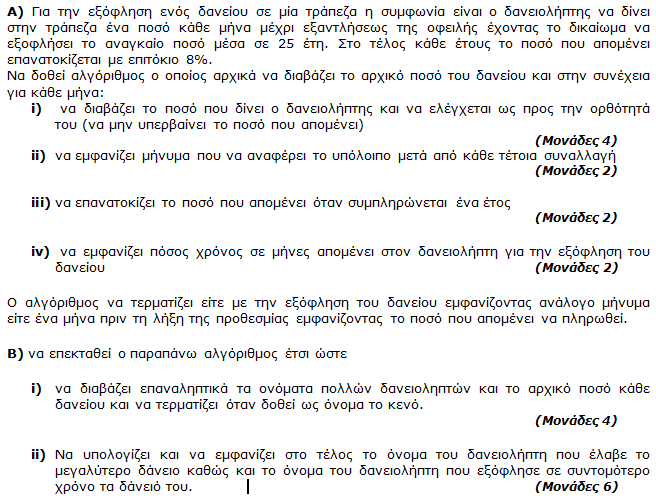 Α) Για την εξόφληση ενός δανείου σε μία τράπεζα η συμφωνία είναι ο δανειολήπτης να δίνει
στην τράπεζα ένα ποσό κάθε μήνα μέχρι εξαντλήσεως της οφειλής έχοντας το δικαίωμα να
εξοφλήσει το αναγκαίο ποσό μέσα σε 25 έτη. Στο τέλος κάθε έτους το ποσό που απομένει
επανατοκίζεται με επιτόκιο 8%.
Να δοθεί αλγόριθμος ο οποίος αρχικά να διαβάζει το αρχικό ποσό του δανείου και στην συνέχεια
για κάθε μήνα:
i) να διαβάζει το ποσό που δίνει ο δανειολήπτης και να ελέγχεται ως προς την ορθότητά
του (να μην υπερβαίνει το ποσό που απομένει)
(Μονάδες 4)
ii) να εμφανίζει μήνυμα που να αναφέρει το υπόλοιπο μετά από κάθε τέτοια συναλλαγή
(Μονάδες 2)
iii) να επανατοκίζει το ποσό που απομένει όταν συμπληρώνεται ένα έτος
(Μονάδες 2)
iv) να εμφανίζει πόσος χρόνος σε μήνες απομένει στον δανειολήπτη για την εξόφληση του
δανείου (Μονάδες 2)
Ο αλγόριθμος να τερματίζει είτε με την εξόφληση του δανείου εμφανίζοντας ανάλογο μήνυμα
είτε ένα μήνα πριν τη λήξη της προθεσμίας εμφανίζοντας το ποσό που απομένει να πληρωθεί.
Β) να επεκταθεί ο παραπάνω αλγόριθμος έτσι ώστε
i) να διαβάζει επαναληπτικά τα ονόματα πολλών δανειοληπτών και το αρχικό ποσό κάθε
δανείου και να τερματίζει όταν δοθεί ως όνομα το κενό.
(Μονάδες 4)
ii) Να υπολογίζει και να εμφανίζει στο τέλος το όνομα του δανειολήπτη που έλαβε το
μεγαλύτερο δάνειο καθώς και το όνομα του δανειολήπτη που εξόφλησε σε συντομότερο
χρόνο τα δάνειό του. (Μονάδες 6)